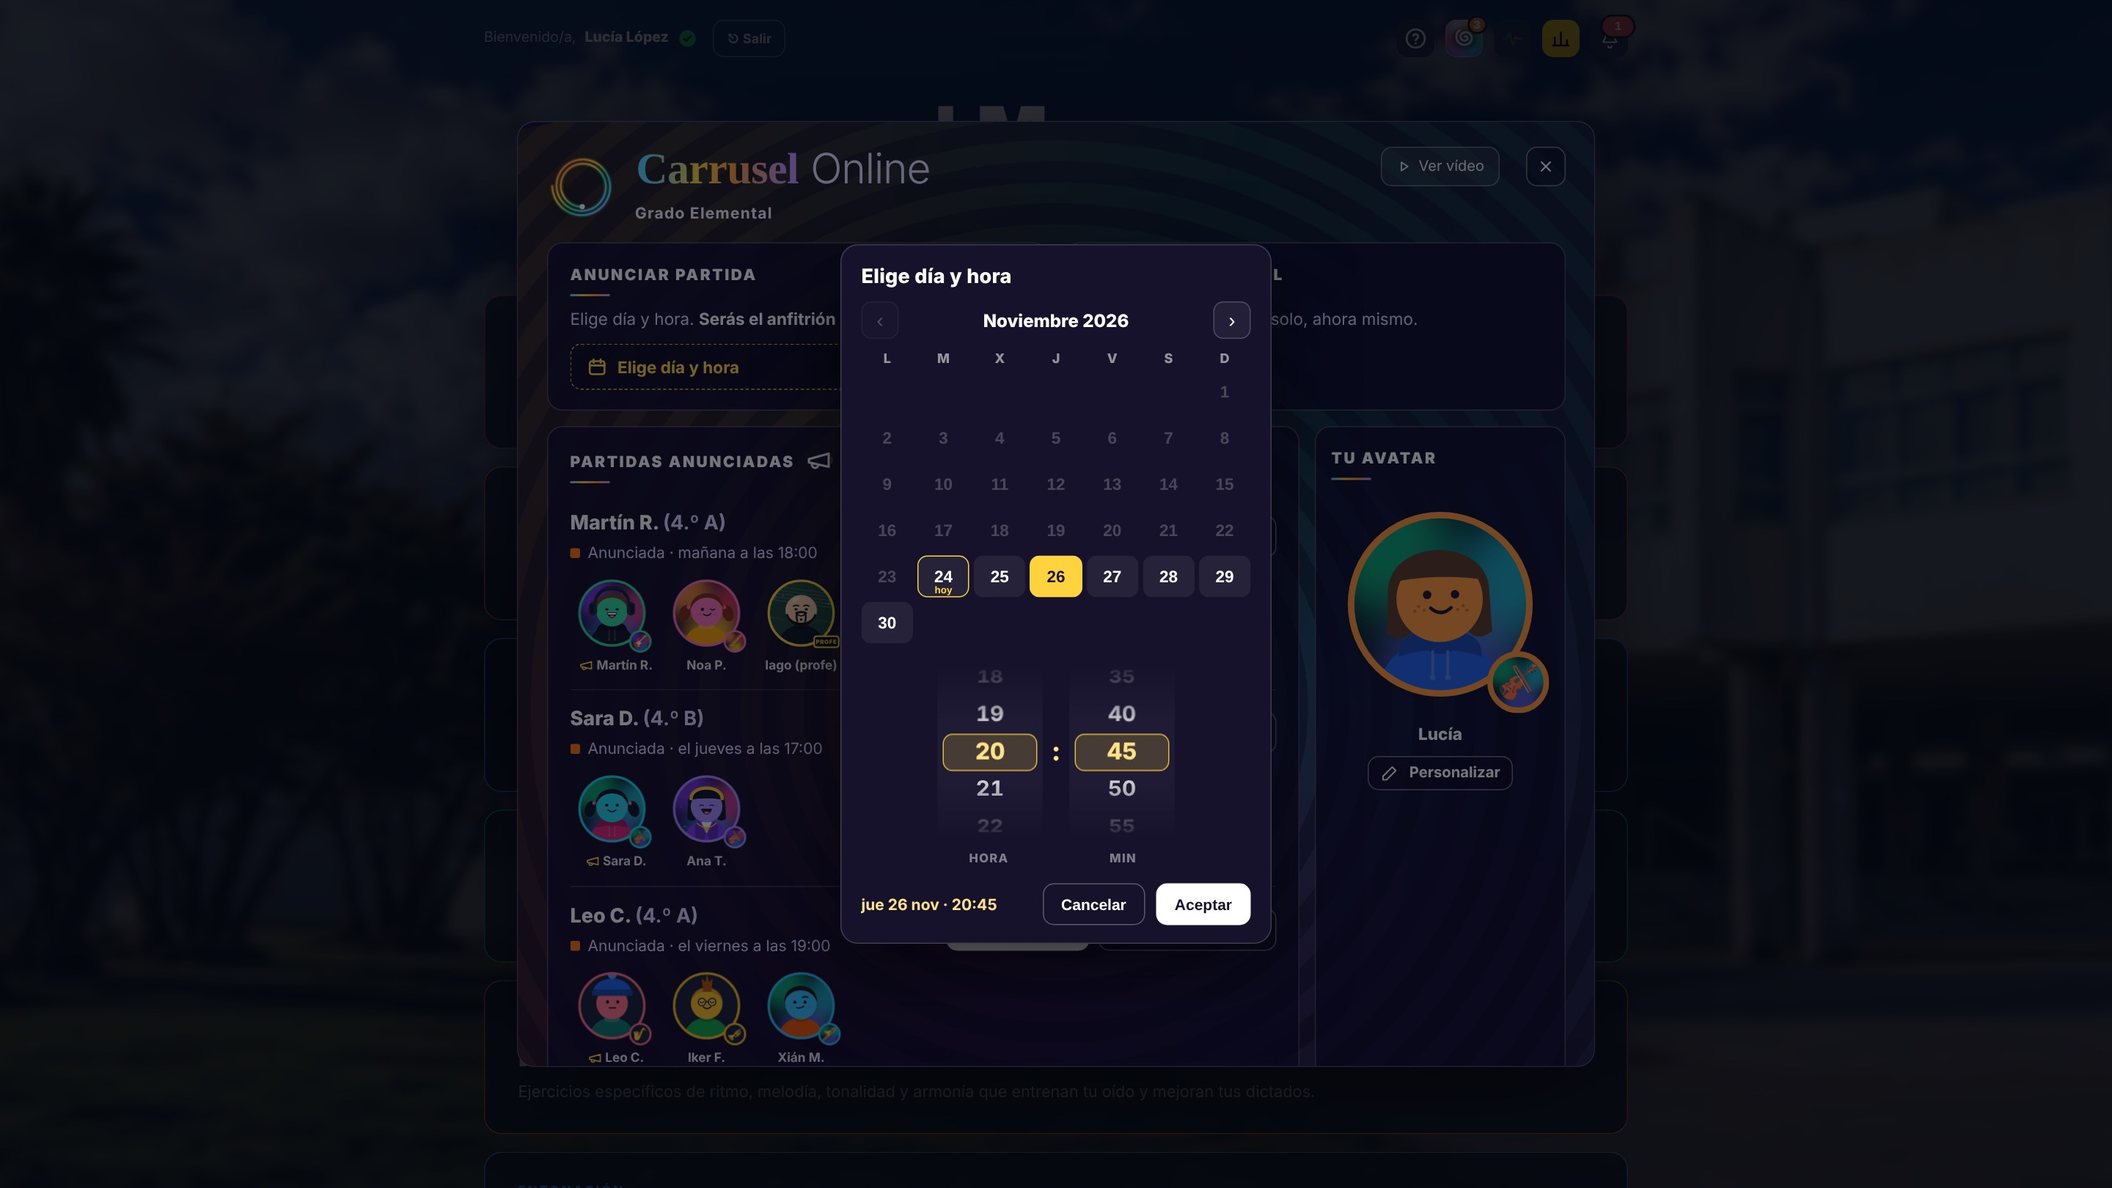 Bienvenido/a, Lucía López
Salir
3
1
Carrusel Online
Grado Elemental
Ver vídeo
ANUNCIAR PARTIDA
Elige día y hora. Serás el anfitrión
Elige día y hora
solo, ahora mismo.
PARTIDAS ANUNCIADAS
Martín R. (4.º A)
Anunciada · mañana a las 18:00
PROFE
Martín R.
Noa P.
Iago (profe)
Sara D. (4.º B)
Anunciada · el jueves a las 17:00
Sara D.
Ana T.
Leo C. (4.º A)
Anunciada · el viernes a las 19:00
Leo C.
Iker F.
Xián M.
Elige día y hora
‹ Noviembre 2026 ›
L M X J V S D
1
2 3 4 5 6 7 8
9 10 11 12 13 14 15
16 17 18 19 20 21 22
23 24 25 26 27 28 29
hoy
30
18 35
19 40
20 : 45
21 50
22 55
HORA MIN
jue 26 nov · 20:45
Cancelar
Aceptar
TU AVATAR
Lucía
Personalizar
Ejercicios específicos de ritmo, melodía, tonalidad y armonía que entrenan tu oído y mejoran tus dictados.